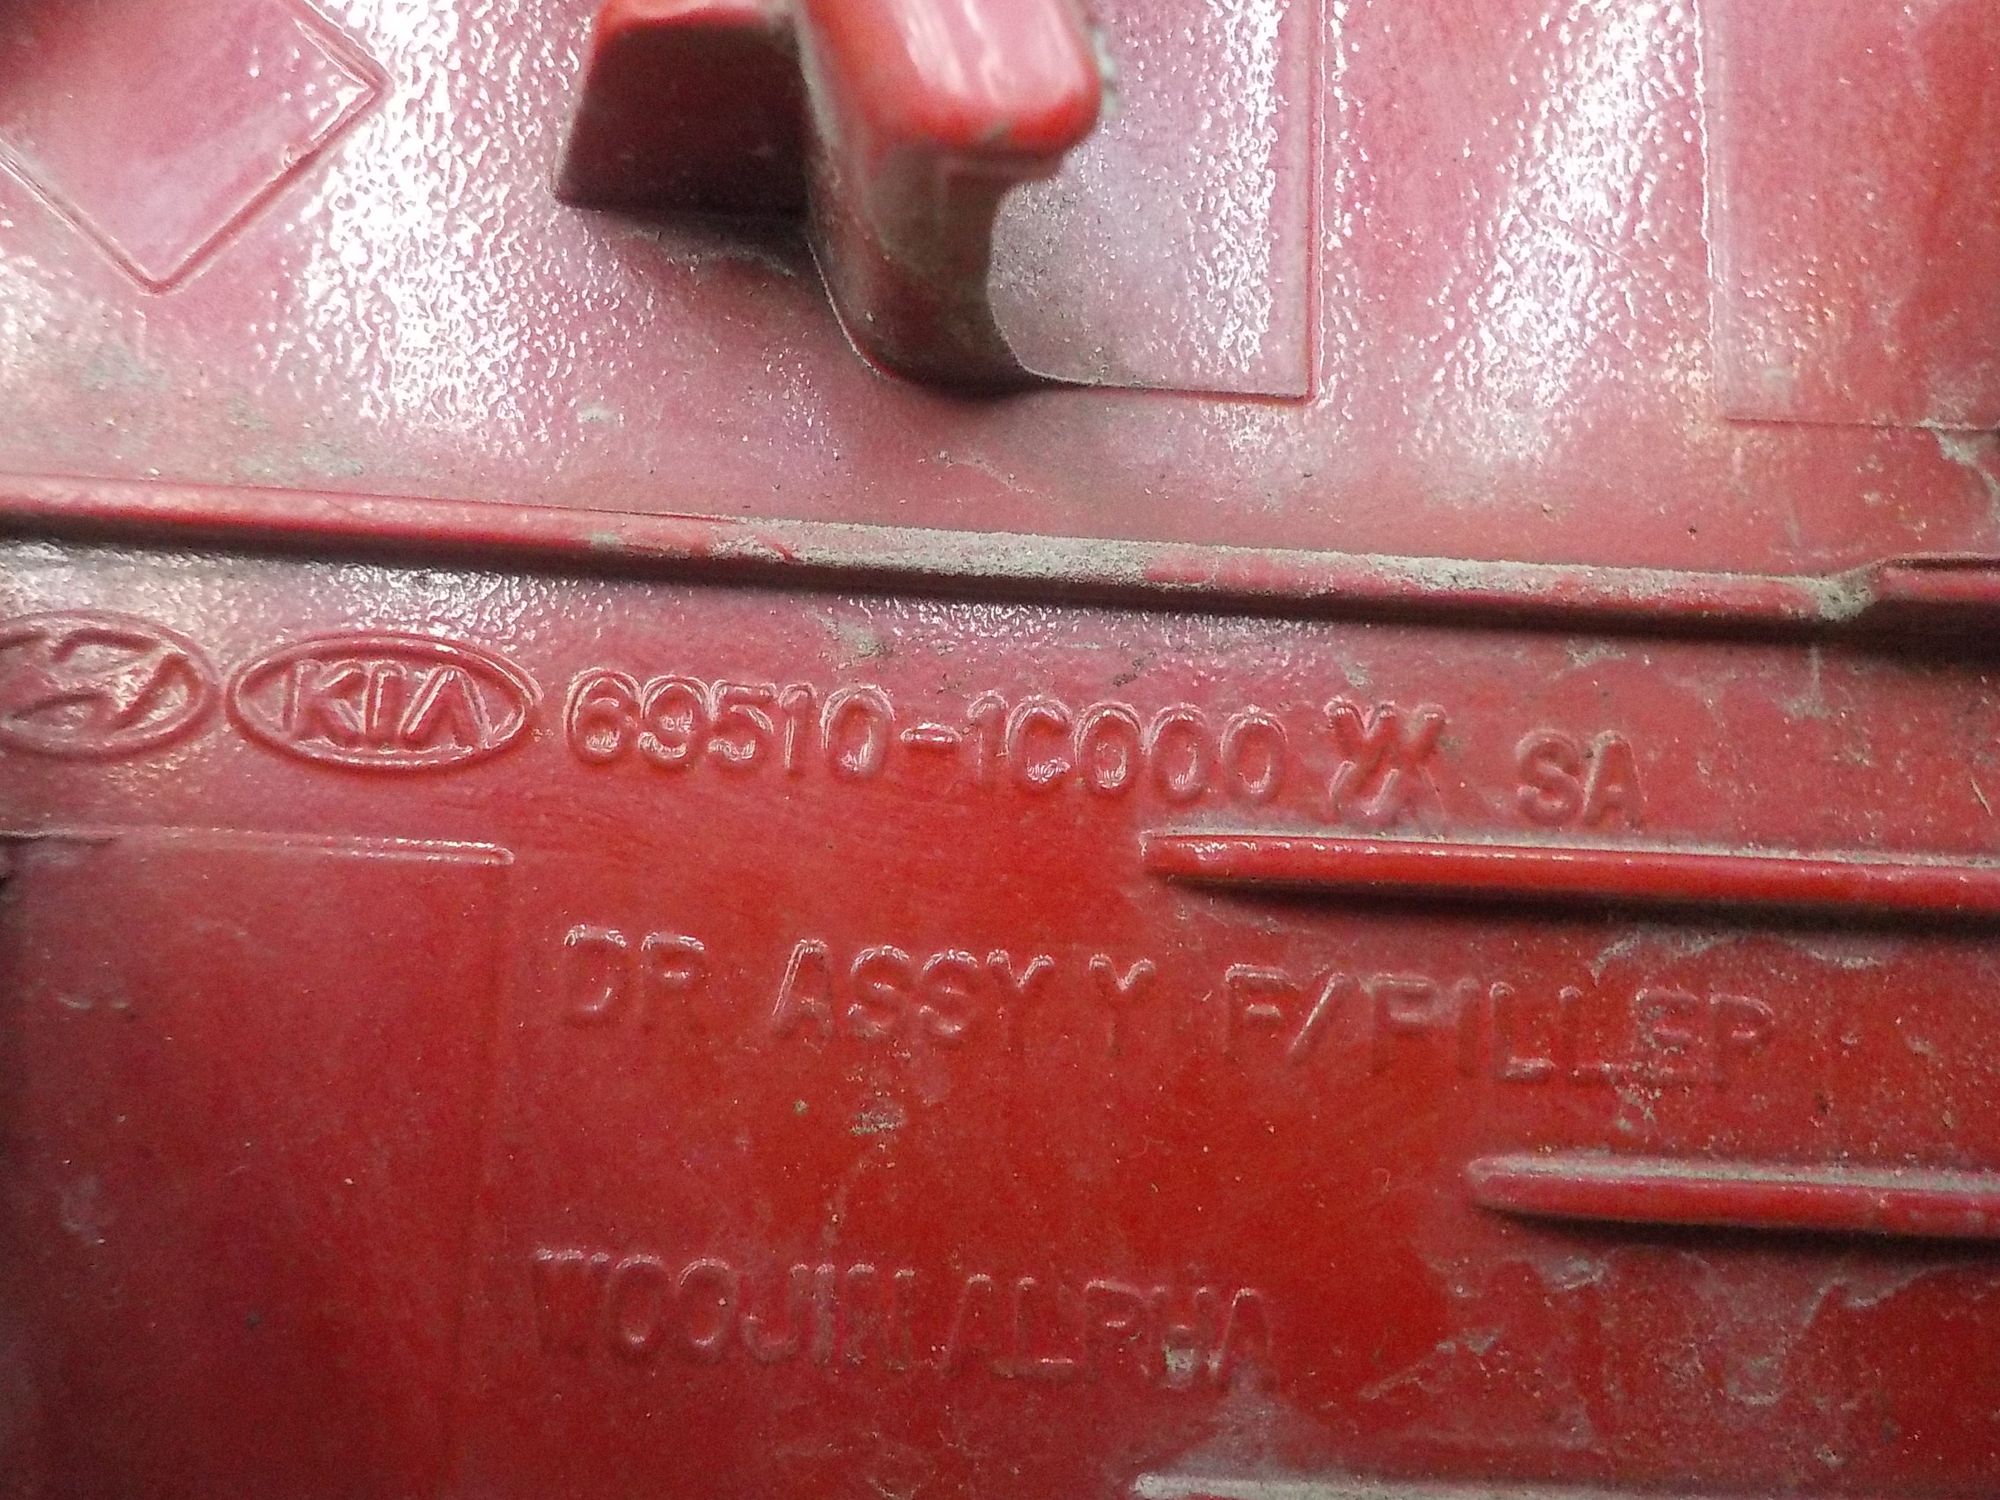 KIA 69510-1C000 SA
DR ASSY Y F/FILLER
WOOJIN/ALPHA